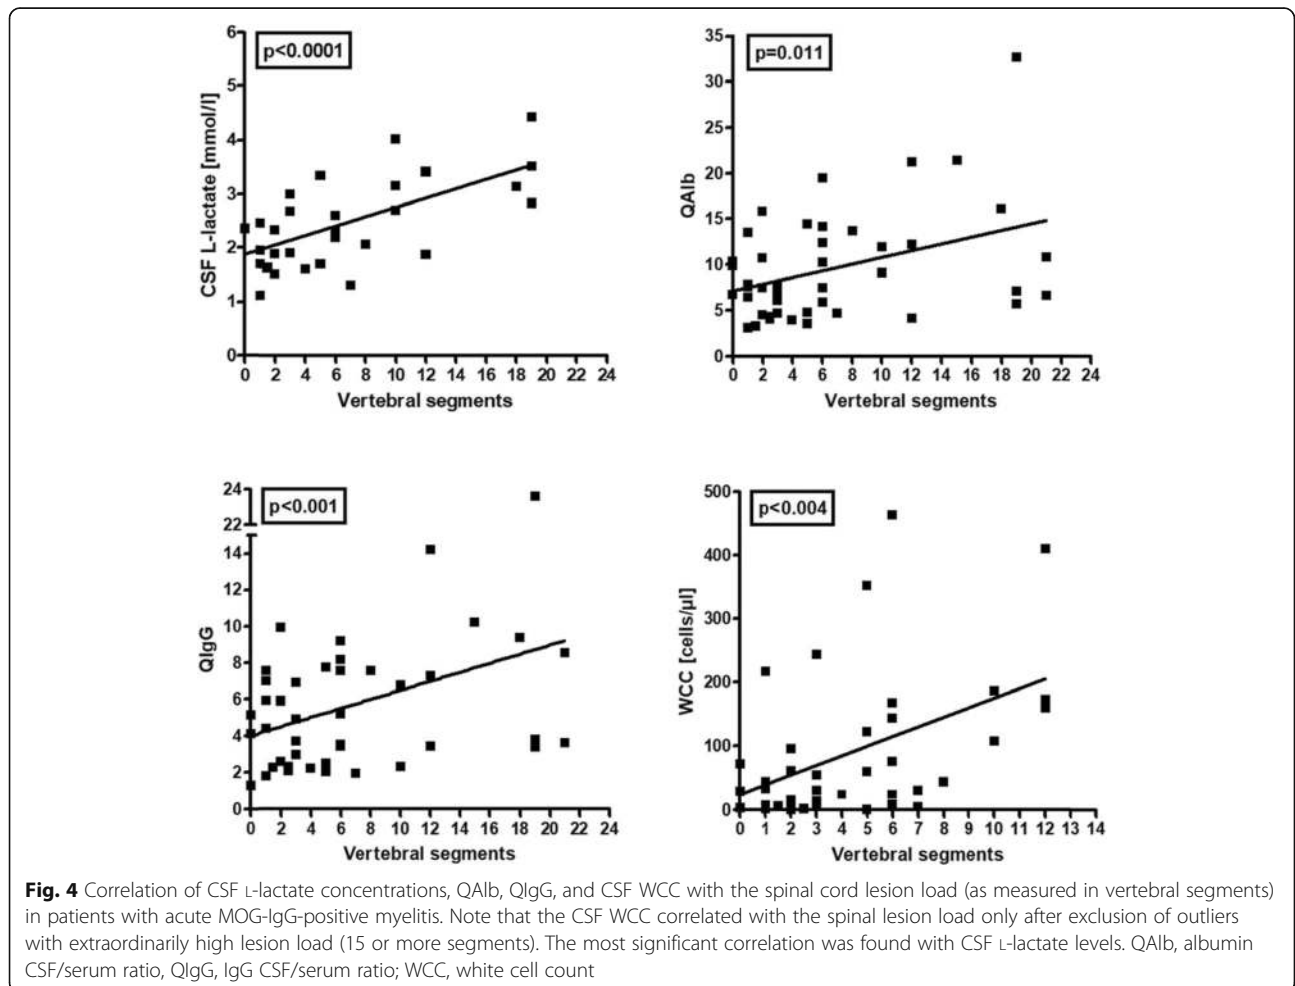 p<0.0001
CSF L-lactate [mmol/l]
6
5
4
3
2
1
0
0 2 4 6 8 10 12 14 16 18 20 22 24
Vertebral segments
p=0.011
QAlb
35
30
25
20
15
10
5
0
0 2 4 6 8 10 12 14 16 18 20 22 24
Vertebral segments
p<0.001
QIgG
24
22
14
12
10
8
6
4
2
0
0 2 4 6 8 10 12 14 16 18 20 22 24
Vertebral segments
p<0.004
WCC [cells/µl]
500
400
300
200
100
0
0 1 2 3 4 5 6 7 8 9 10 11 12 13 14
Vertebral segments
Fig. 4 Correlation of CSF L-lactate concentrations, QAlb, QIgG, and CSF WCC with the spinal cord lesion load (as measured in vertebral segments)
in patients with acute MOG-IgG-positive myelitis. Note that the CSF WCC correlated with the spinal lesion load only after exclusion of outliers
with extraordinarily high lesion load (15 or more segments). The most significant correlation was found with CSF L-lactate levels. QAlb, albumin
CSF/serum ratio, QIgG, IgG CSF/serum ratio; WCC, white cell count